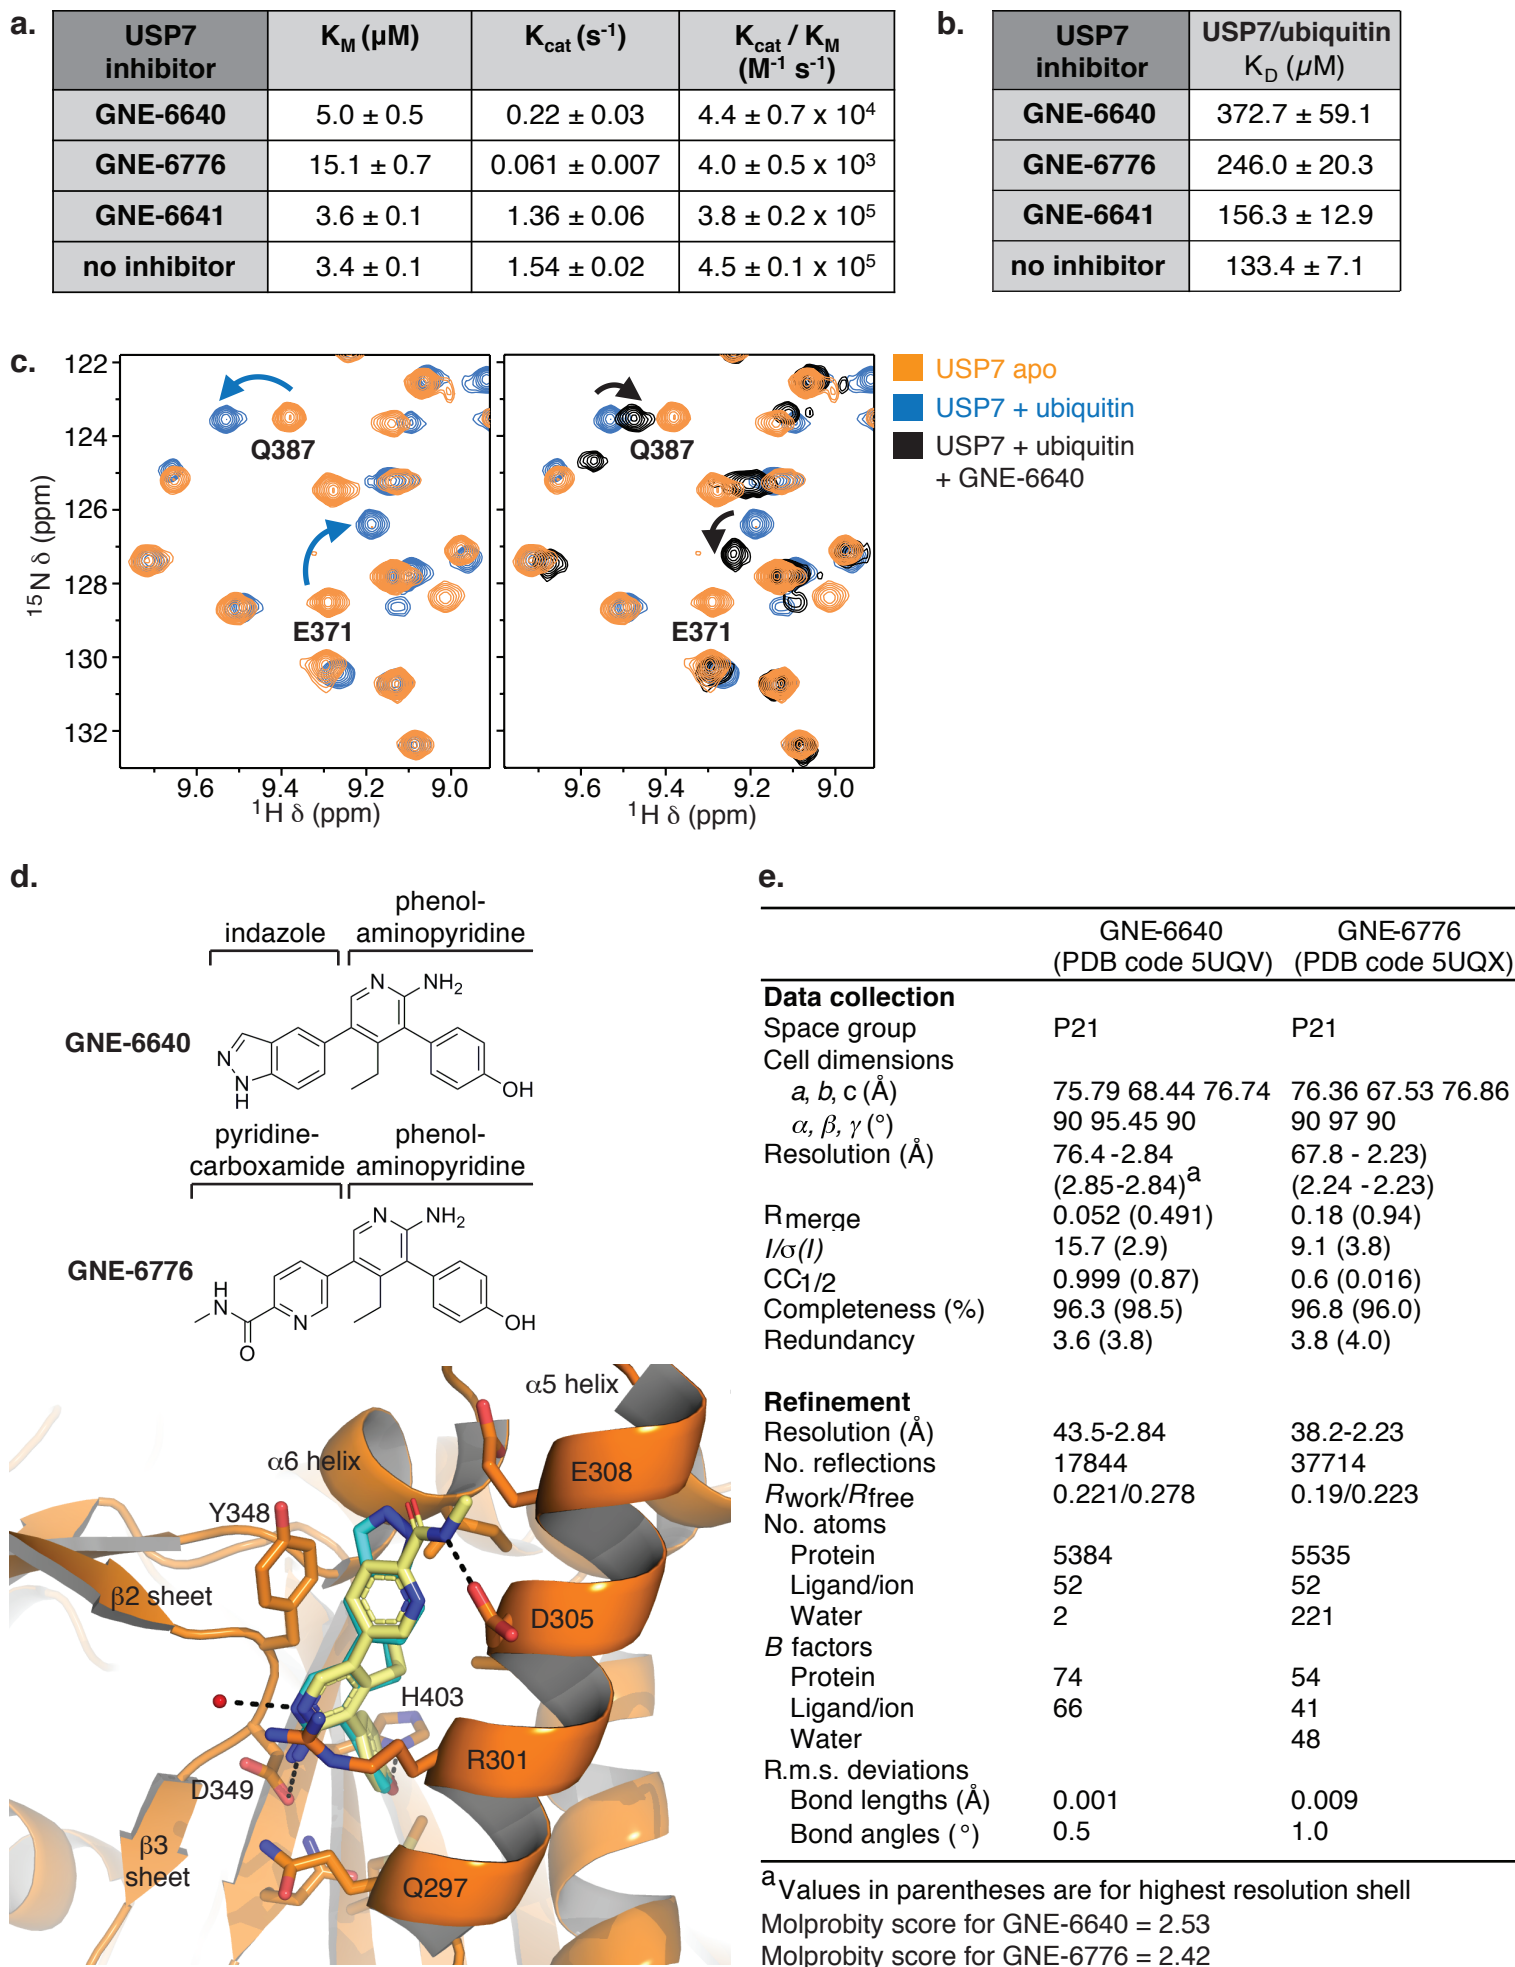 a.
USP7 inhibitor | K_M (µM) | K_cat (s⁻¹) | K_cat / K_M (M⁻¹ s⁻¹)
GNE-6640 | 5.0 ± 0.5 | 0.22 ± 0.03 | 4.4 ± 0.7 x 10⁴
GNE-6776 | 15.1 ± 0.7 | 0.061 ± 0.007 | 4.0 ± 0.5 x 10³
GNE-6641 | 3.6 ± 0.1 | 1.36 ± 0.06 | 3.8 ± 0.2 x 10⁵
no inhibitor | 3.4 ± 0.1 | 1.54 ± 0.02 | 4.5 ± 0.1 x 10⁵
b.
USP7 inhibitor | USP7/ubiquitin K_D (µM)
GNE-6640 | 372.7 ± 59.1
GNE-6776 | 246.0 ± 20.3
GNE-6641 | 156.3 ± 12.9
no inhibitor | 133.4 ± 7.1
c.
¹⁵N δ (ppm)
122
124
126
128
130
132
Q387
E371
9.6 9.4 9.2 9.0
¹H δ (ppm)
Q387
E371
9.6 9.4 9.2 9.0
¹H δ (ppm)
USP7 apo
USP7 + ubiquitin
USP7 + ubiquitin
+ GNE-6640
d.
indazole
phenol-
aminopyridine
GNE-6640
N
NH₂
N
N
H
OH
pyridine-
carboxamide
phenol-
aminopyridine
GNE-6776
N
NH₂
H
N
N
O
OH
α5 helix
α6 helix
E308
Y348
β2 sheet
D305
H403
R301
D349
β3
sheet
Q297
e.
GNE-6640 GNE-6776
(PDB code 5UQV) (PDB code 5UQX)
Data collection
Space group P21 P21
Cell dimensions
a, b, c (Å) 75.79 68.44 76.74 76.36 67.53 76.86
α, β, γ (°) 90 95.45 90 90 97 90
Resolution (Å) 76.4 -2.84 67.8 - 2.23)
(2.85-2.84)ᵃ (2.24 - 2.23)
Rmerge 0.052 (0.491) 0.18 (0.94)
I/σ(I) 15.7 (2.9) 9.1 (3.8)
CC1/2 0.999 (0.87) 0.6 (0.016)
Completeness (%) 96.3 (98.5) 96.8 (96.0)
Redundancy 3.6 (3.8) 3.8 (4.0)
Refinement
Resolution (Å) 43.5-2.84 38.2-2.23
No. reflections 17844 37714
Rwork/Rfree 0.221/0.278 0.19/0.223
No. atoms
Protein 5384 5535
Ligand/ion 52 52
Water 2 221
B factors
Protein 74 54
Ligand/ion 66 41
Water 48
R.m.s. deviations
Bond lengths (Å) 0.001 0.009
Bond angles (°) 0.5 1.0
ᵃValues in parentheses are for highest resolution shell
Molprobity score for GNE-6640 = 2.53
Molprobity score for GNE-6776 = 2.42